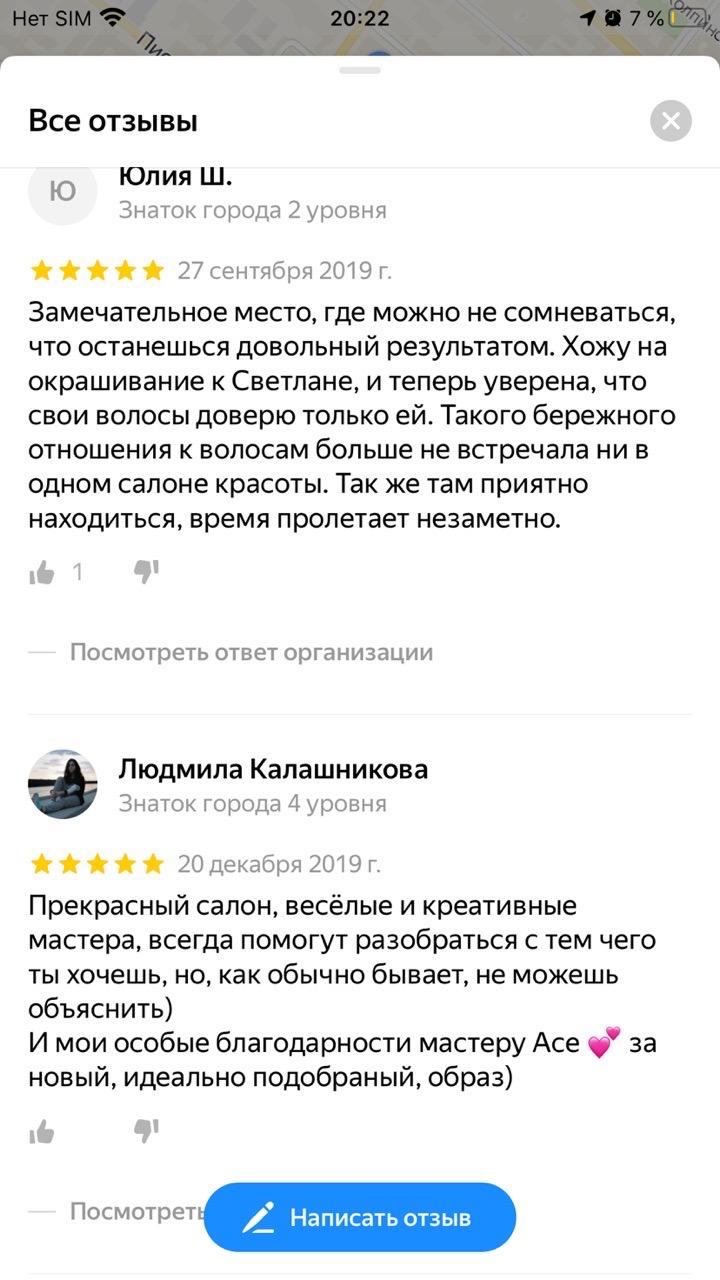 Нет SIM 20:22 7 %
Все отзывы
Ю
Юлия Ш.
Знаток города 2 уровня
27 сентября 2019 г.
Замечательное место, где можно не сомневаться,
что останешься довольный результатом. Хожу на
окрашивание к Светлане, и теперь уверена, что
свои волосы доверю только ей. Такого бережного
отношения к волосам больше не встречала ни в
одном салоне красоты. Так же там приятно
находиться, время пролетает незаметно.
1
Посмотреть ответ организации
Людмила Калашникова
Знаток города 4 уровня
20 декабря 2019 г.
Прекрасный салон, весёлые и креативные
мастера, всегда помогут разобраться с тем чего
ты хочешь, но, как обычно бывает, не можешь
объяснить)
И мои особые благодарности мастеру Асе 💕 за
новый, идеально подобраный, образ)
Посмотреть
Написать отзыв